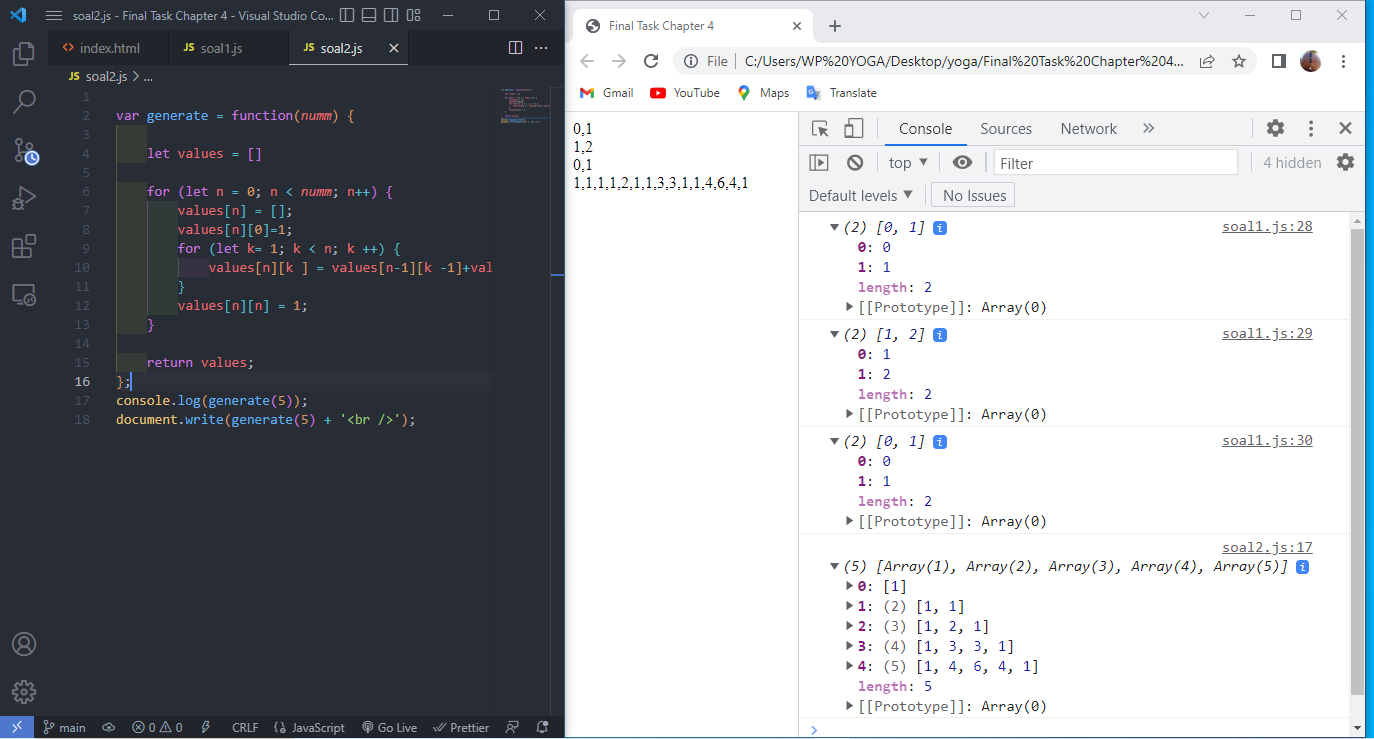 soal2.js - Final Task Chapter 4 - Visual Studio Co...
index.html
JS soal1.js
JS soal2.js
JS soal2.js > ...
1
2 var generate = function(numm) {
3
4 let values = []
5
6 for (let n = 0; n < numm; n++) {
7 values[n] = [];
8 values[n][0]=1;
9 for (let k= 1; k < n; k ++) {
10 values[n][k ] = values[n-1][k -1]+val
11 }
12 values[n][n] = 1;
13 }
14
15 return values;
16 };
17 console.log(generate(5));
18 document.write(generate(5) + '<br />');
main
0 0
CRLF
JavaScript
Go Live
Prettier
Final Task Chapter 4
File C:/Users/WP%20YOGA/Desktop/yoga/Final%20Task%20Chapter%204...
Gmail YouTube Maps Translate
0,1
1,2
0,1
1,1,1,1,2,1,1,3,3,1,1,4,6,4,1
Console Sources Network
top Filter 4 hidden
Default levels No Issues
(2) [0, 1] soal1.js:28
0: 0
1: 1
length: 2
[[Prototype]]: Array(0)
(2) [1, 2] soal1.js:29
0: 1
1: 2
length: 2
[[Prototype]]: Array(0)
(2) [0, 1] soal1.js:30
0: 0
1: 1
length: 2
[[Prototype]]: Array(0)
soal2.js:17
(5) [Array(1), Array(2), Array(3), Array(4), Array(5)]
0: [1]
1: (2) [1, 1]
2: (3) [1, 2, 1]
3: (4) [1, 3, 3, 1]
4: (5) [1, 4, 6, 4, 1]
length: 5
[[Prototype]]: Array(0)